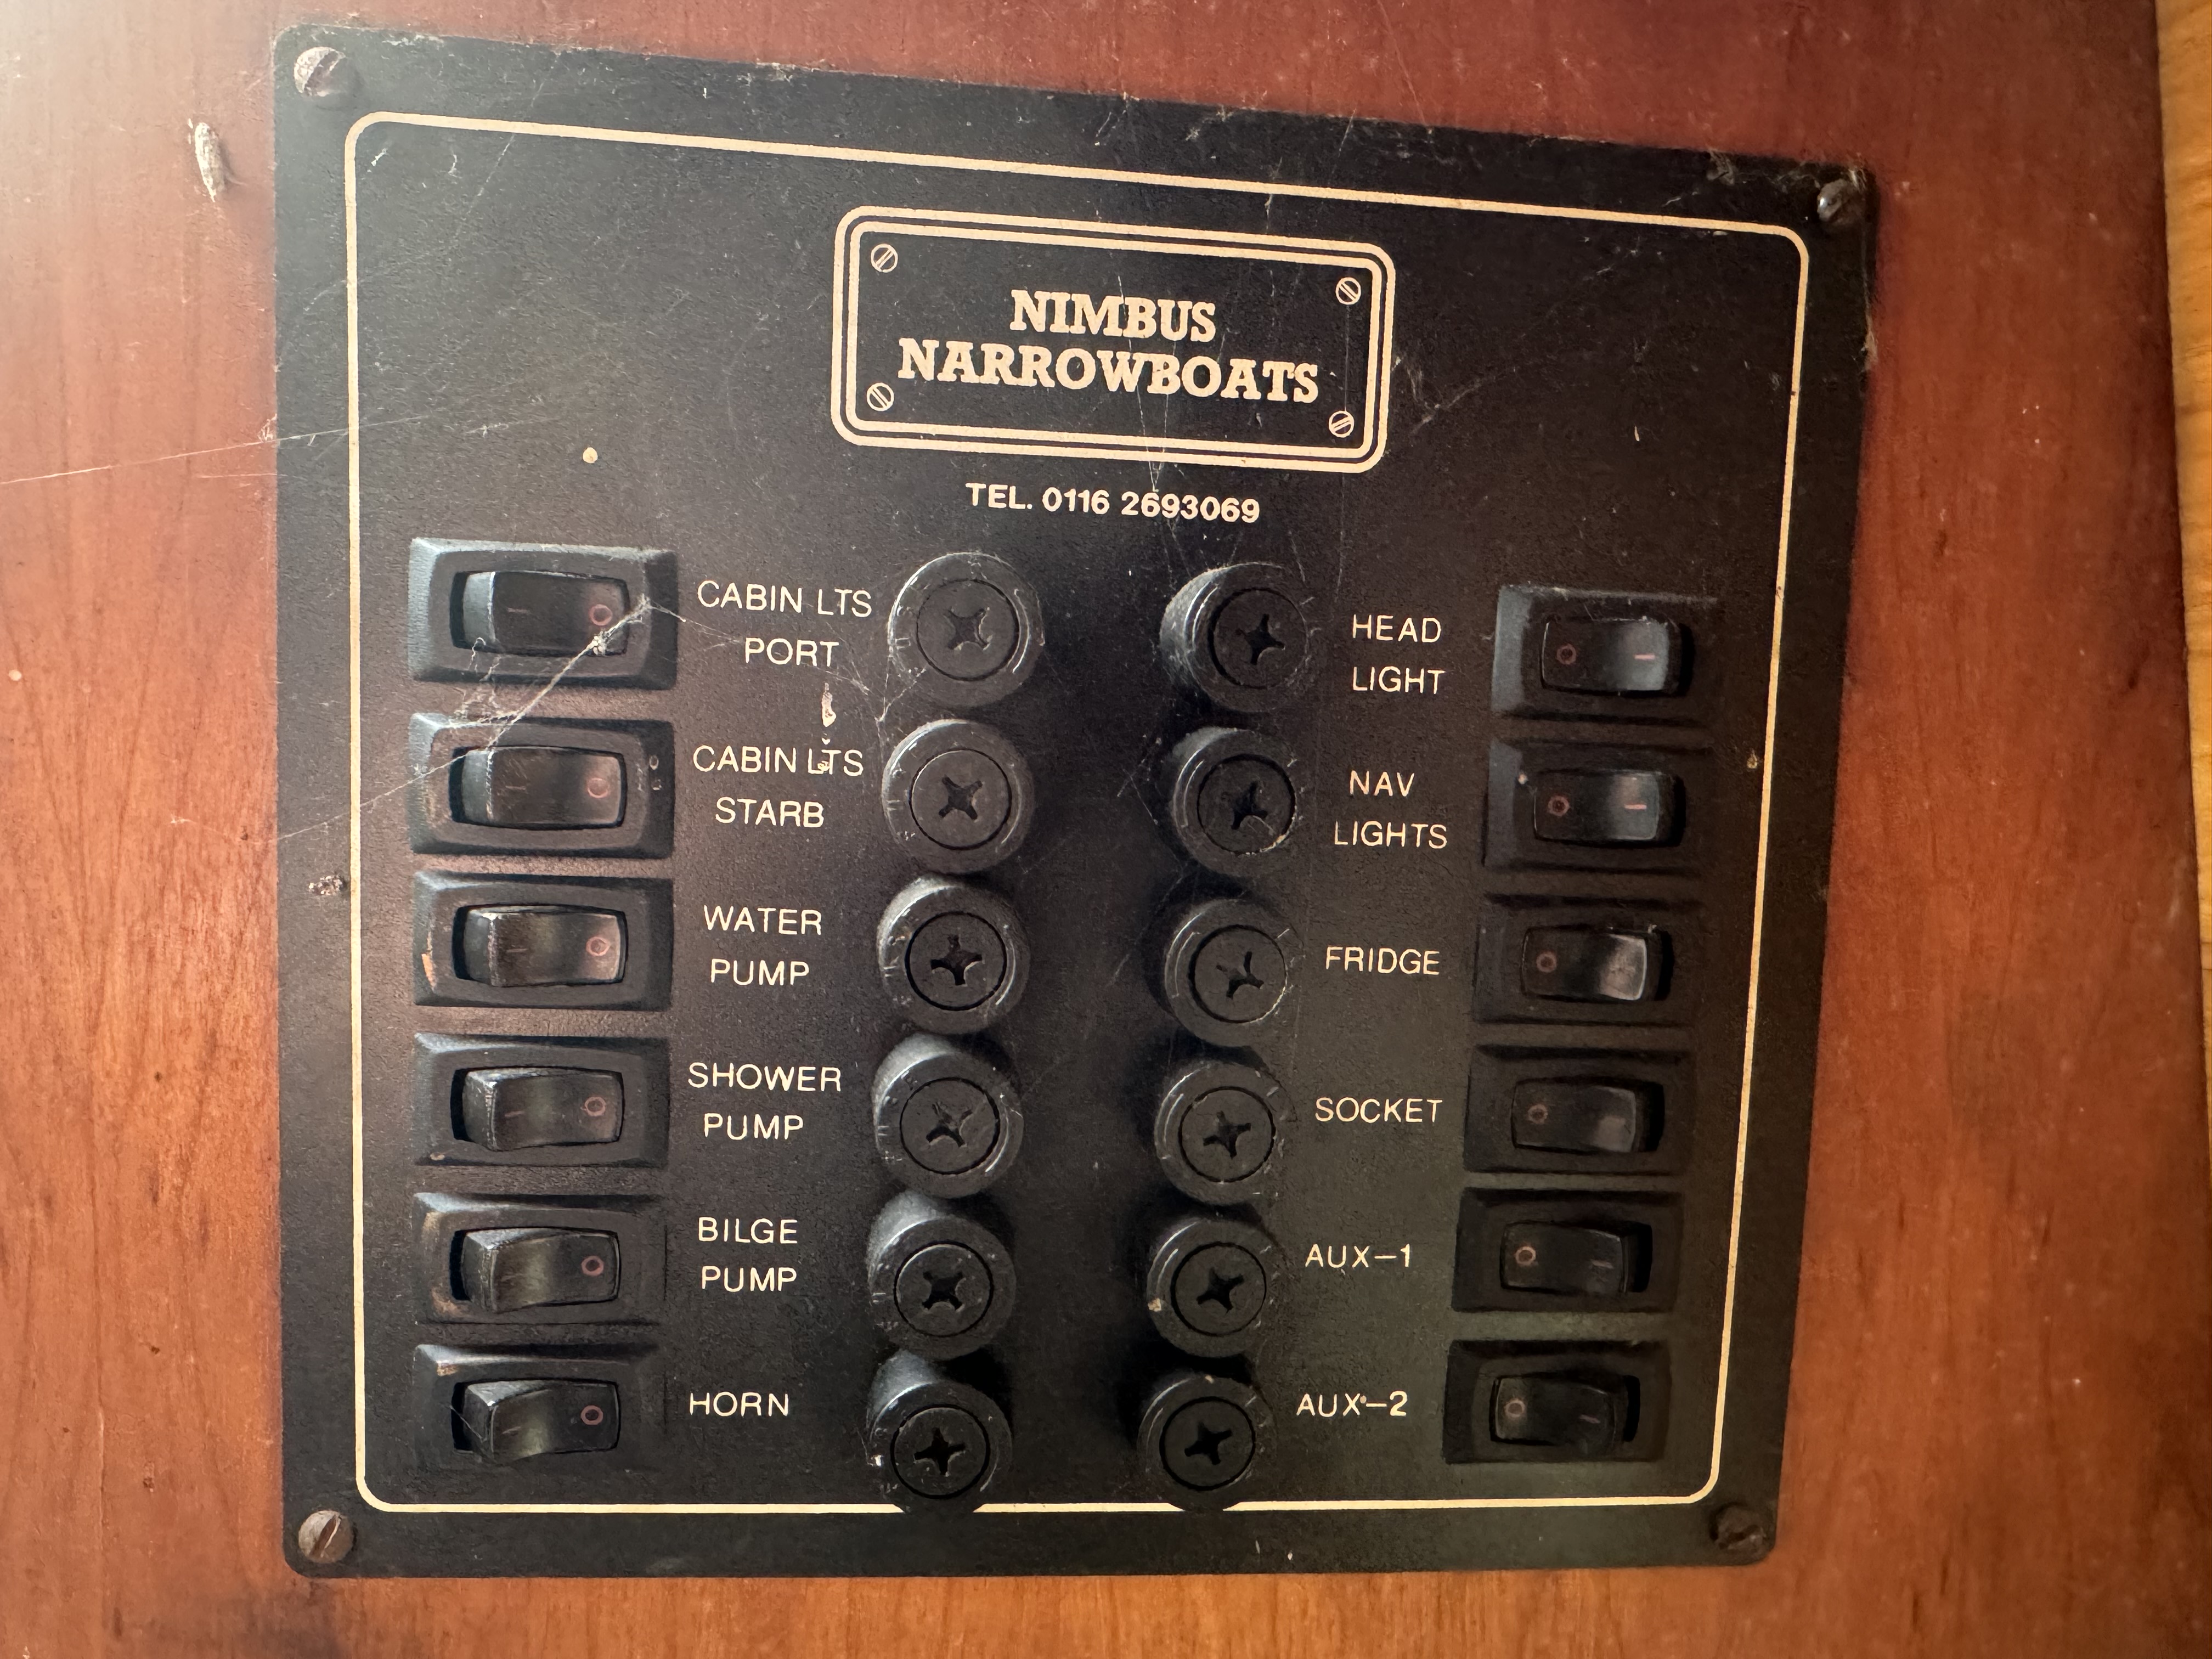 NIMBUS
NARROWBOATS
TEL. 0116 2693069
CABIN LTS
PORT
CABIN LTS
STARB
WATER
PUMP
SHOWER
PUMP
BILGE
PUMP
HORN
HEAD
LIGHT
NAV
LIGHTS
FRIDGE
SOCKET
AUX-1
AUX-2